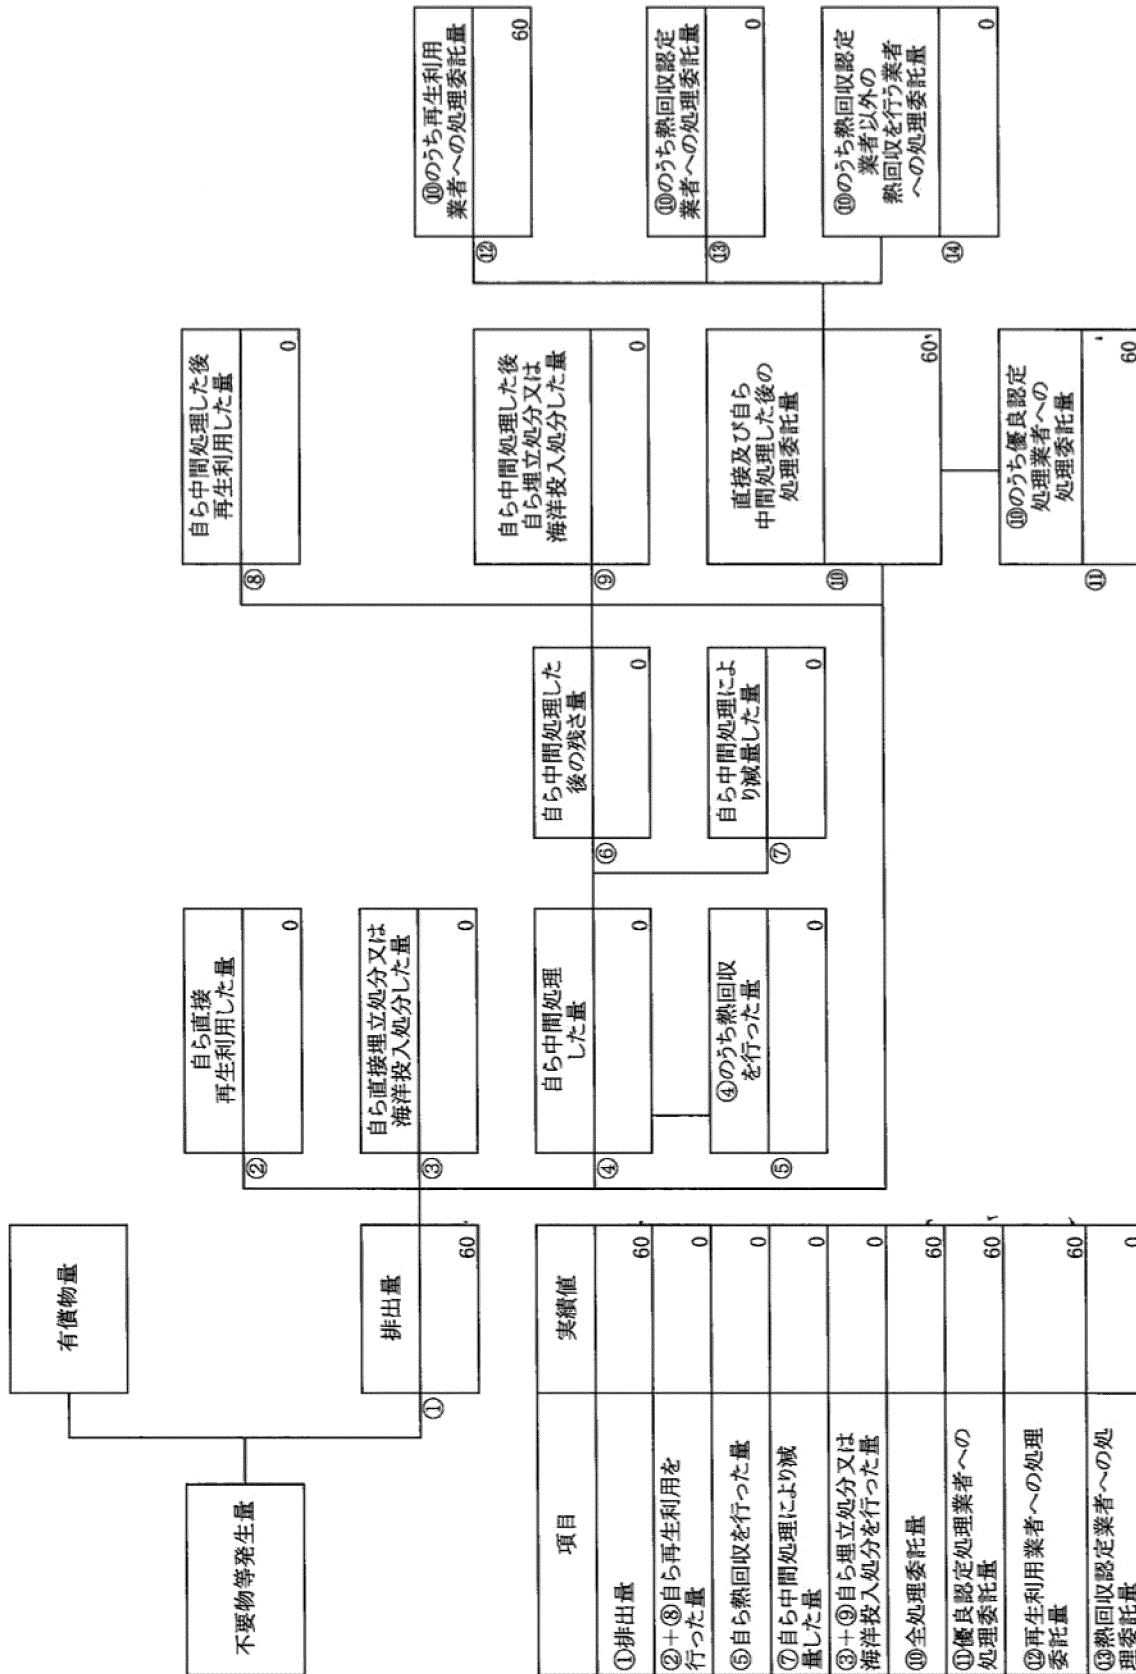 不要物等発生量
有償物量
①
排出量
60
②
自ら直接
再生利用した量
0
③
自ら直接埋立処分又は
海洋投入処分した量
0
④
自ら中間処理
した量
0
⑤
④のうち熱回収
を行った量
0
⑥
自ら中間処理した
後の残さ量
0
⑦
自ら中間処理によ
り減量した量
0
⑧
自ら中間処理した後
再生利用した量
0
⑨
自ら中間処理した後
自ら埋立処分又は
海洋投入処分した量
0
⑩
直接及び自ら
中間処理した後の
処理委託量
60
⑪
⑩のうち優良認定
処理業者への
処理委託量
60
⑫
⑩のうち再生利用
業者への処理委託量
60
⑬
⑩のうち熱回収認定
業者への処理委託量
0
⑭
⑩のうち熱回収認定
業者以外の
熱回収を行う業者
への処理委託量
0
項目
実績値
①排出量
60
②+⑧自ら再生利用を
行った量
0
⑤自ら熱回収を行った量
0
⑦自ら中間処理により減
量した量
0
③+⑨自ら埋立処分又は
海洋投入処分を行った量
0
⑩全処理委託量
60
⑪優良認定処理業者への
処理委託量
60
⑫再生利用業者への処理
委託量
60
⑬熱回収認定業者への処
理委託量
0